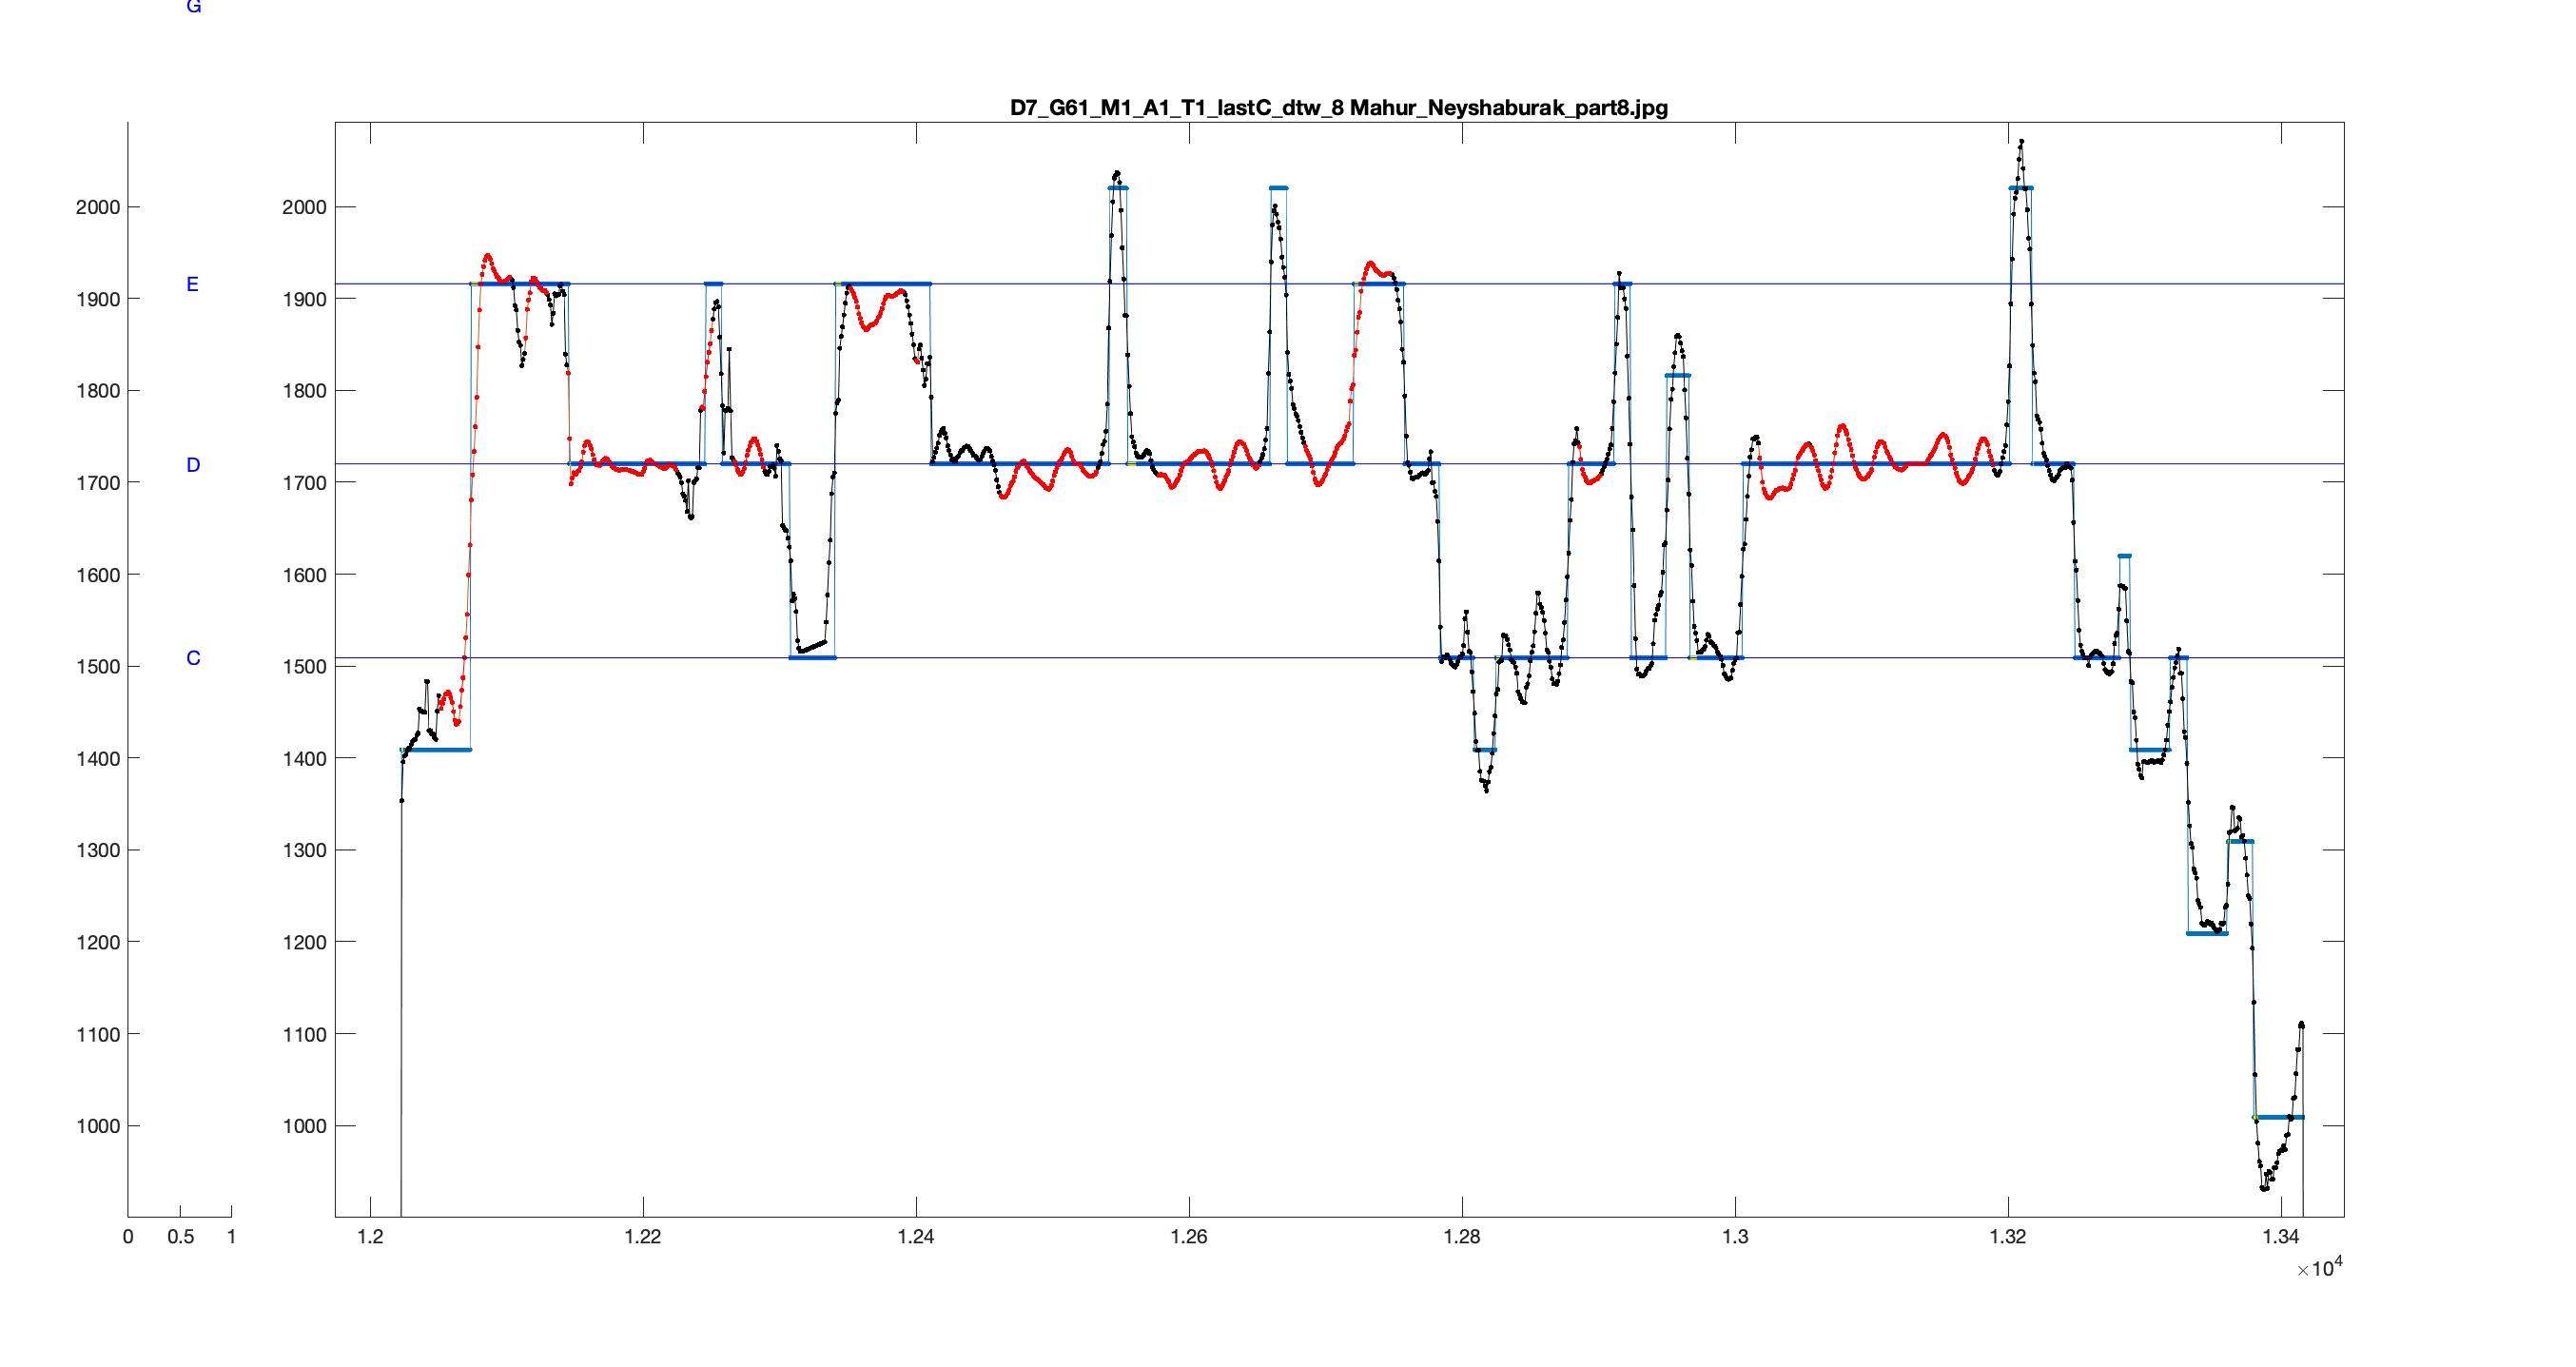 G
D7_G61_M1_A1_T1_lastC_dtw_8 Mahur_Neyshaburak_part8.jpg
2000 2000
E
1900 1900
1800 1800
D
1700 1700
1600 1600
C
1500 1500
1400 1400
1300 1300
1200 1200
1100 1100
1000 1000
0 0.5 1 1.2 1.22 1.24 1.26 1.28 1.3 1.32 1.34
×10⁴